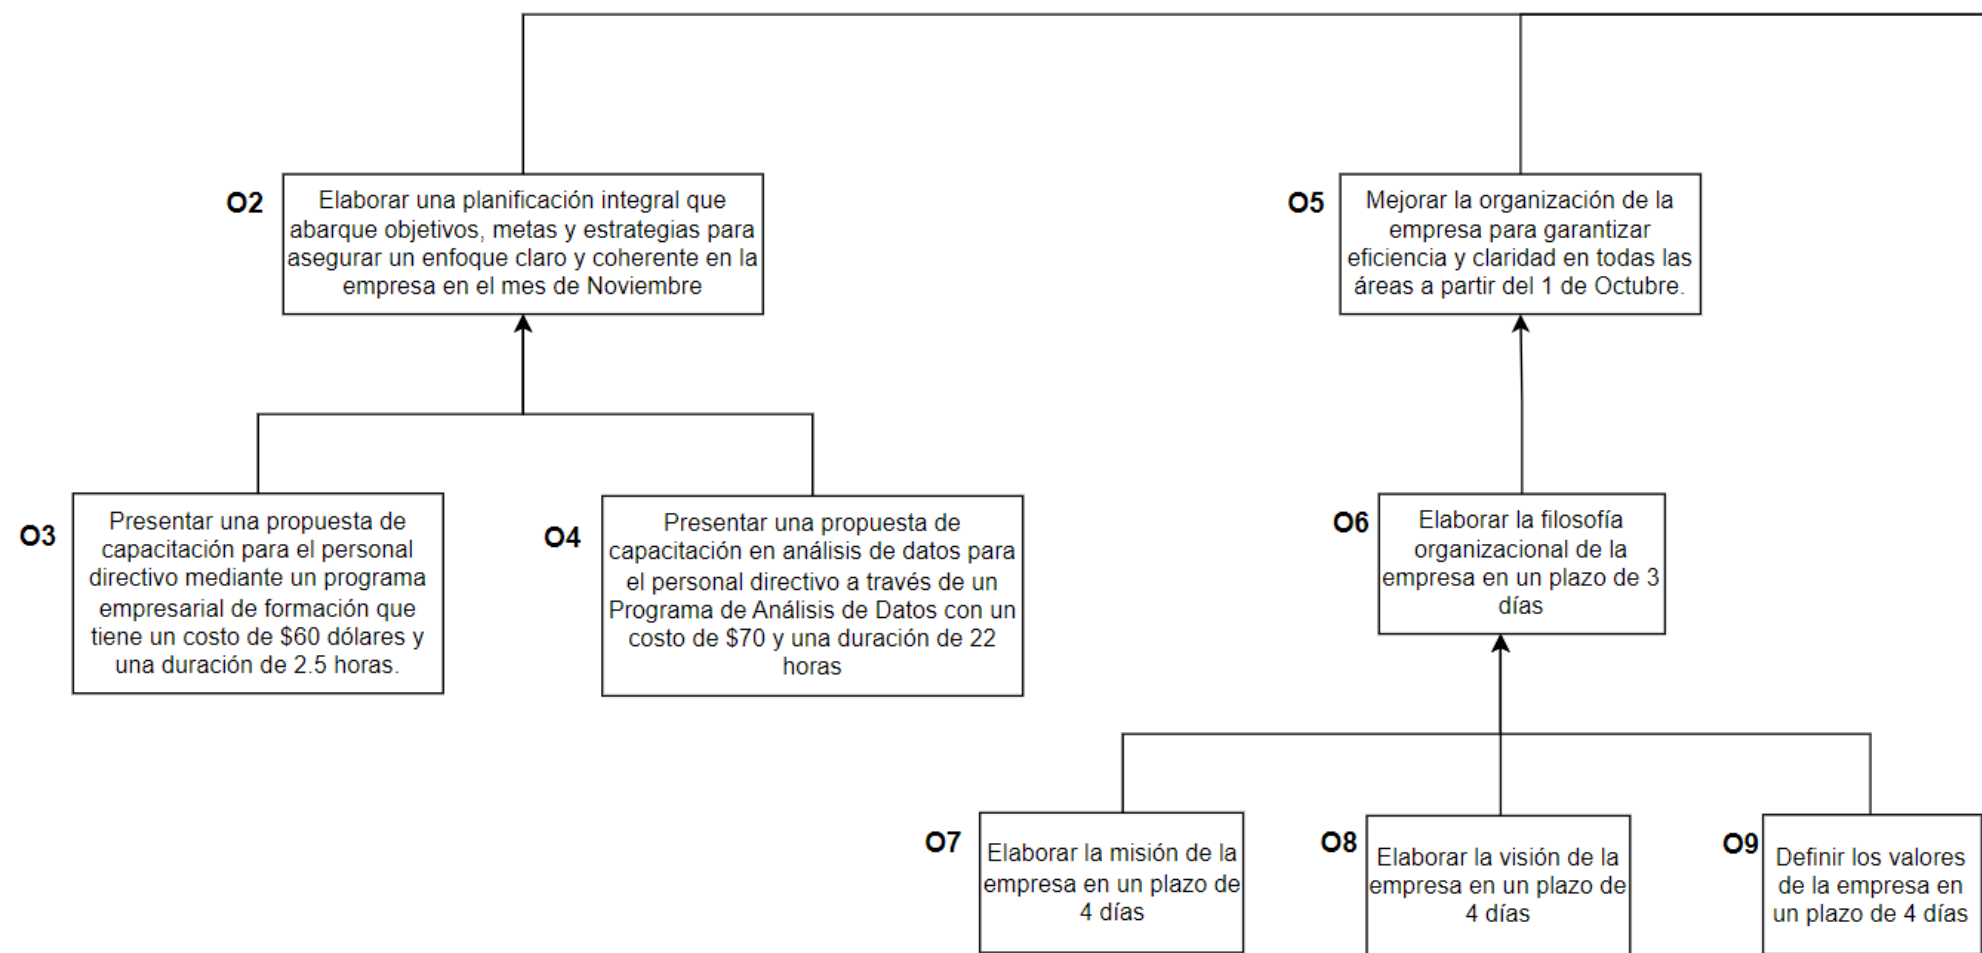 O2
Elaborar una planificación integral que
abarque objetivos, metas y estrategias para
asegurar un enfoque claro y coherente en la
empresa en el mes de Noviembre
O5
Mejorar la organización de la
empresa para garantizar
eficiencia y claridad en todas las
áreas a partir del 1 de Octubre.
O3
Presentar una propuesta de
capacitación para el personal
directivo mediante un programa
empresarial de formación que
tiene un costo de $60 dólares y
una duración de 2.5 horas.
O4
Presentar una propuesta de
capacitación en análisis de datos para
el personal directivo a través de un
Programa de Análisis de Datos con un
costo de $70 y una duración de 22
horas
O6
Elaborar la filosofía
organizacional de la
empresa en un plazo de 3
días
O7
Elaborar la misión de la
empresa en un plazo de
4 días
O8
Elaborar la visión de la
empresa en un plazo de
4 días
O9
Definir los valores
de la empresa en
un plazo de 4 días